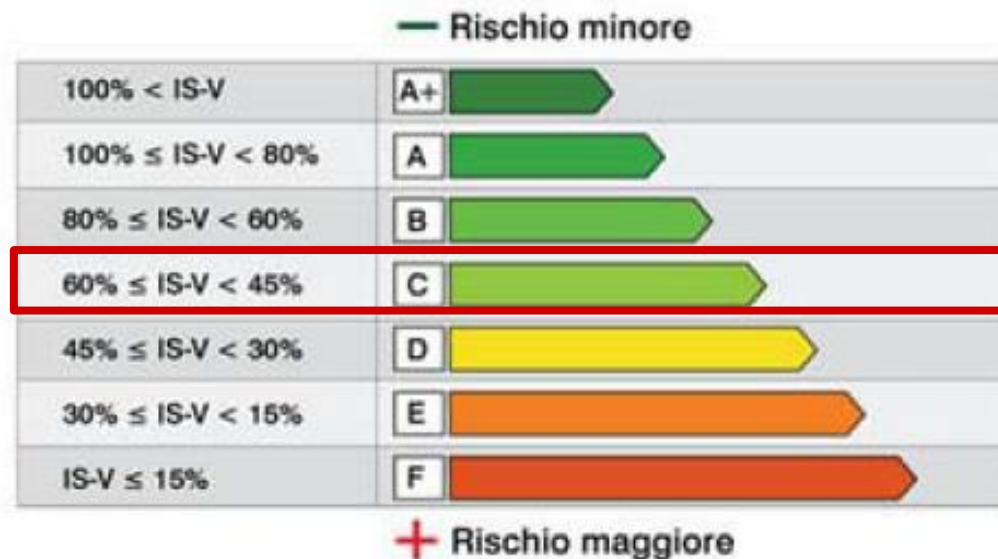 — Rischio minore
100% < IS-V A+
100% ≤ IS-V < 80% A
80% ≤ IS-V < 60% B
60% ≤ IS-V < 45% C
45% ≤ IS-V < 30% D
30% ≤ IS-V < 15% E
IS-V ≤ 15% F
+ Rischio maggiore